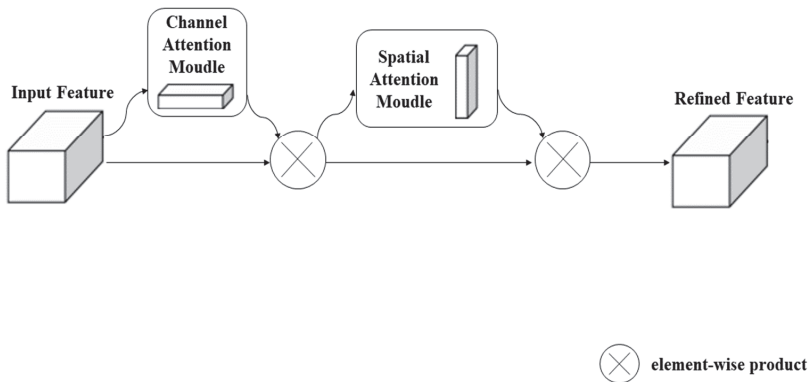 Channel
Attention
Moudle
Spatial
Attention
Moudle
Input Feature
Refined Feature
element-wise product